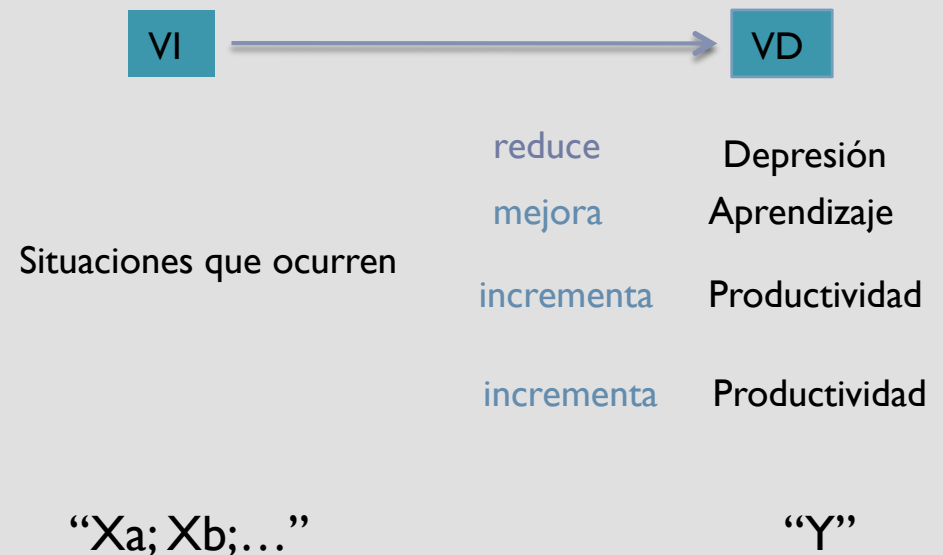 VI VD
reduce Depresión
mejora Aprendizaje
Situaciones que ocurren
incrementa Productividad
incrementa Productividad
“Xa; Xb;…” “Y”